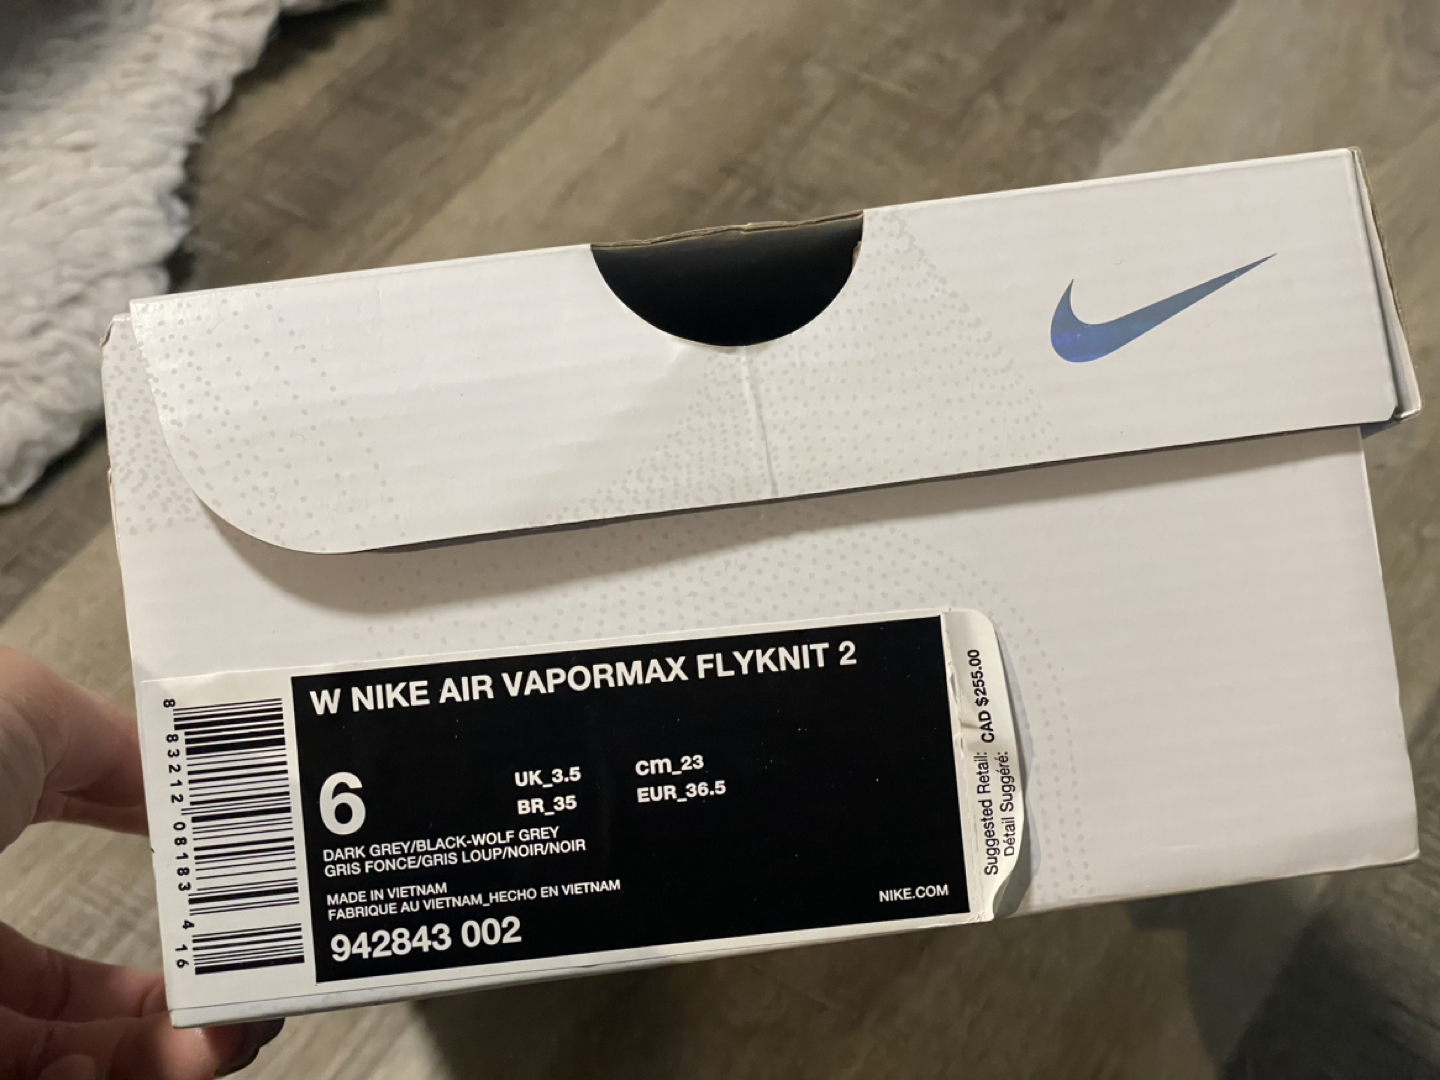 W NIKE AIR VAPORMAX FLYKNIT 2
6
UK_3.5 cm_23
BR_35 EUR_36.5
DARK GREY/BLACK-WOLF GREY
GRIS FONCE/GRIS LOUP/NOIR/NOIR
MADE IN VIETNAM
FABRIQUE AU VIETNAM_HECHO EN VIETNAM
942843 002
NIKE.COM
8 83212 08183 4 16
Suggested Retail: CAD $255.00
Détail Suggéré: